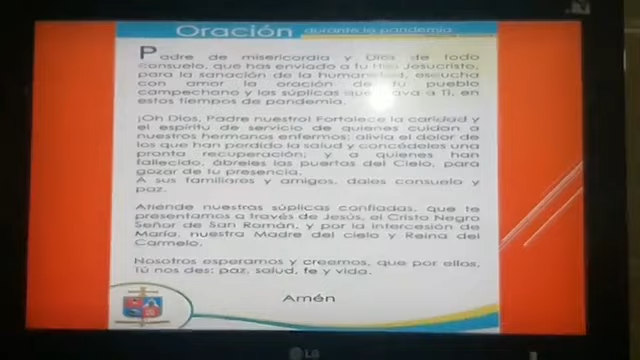 Oración durante la pandemia
Padre de misericordia y Dios de todo
consuelo, que has enviado a tu Hijo Jesucristo,
para la sanación de la humanidad, escucha
con amor la oración de tu pueblo
campechano y las súplicas que eleva a Ti, en
estos tiempos de pandemia.
¡Oh Dios, Padre nuestro! Fortalece la caridad y
el espíritu de servicio de quienes cuidan a
nuestros hermanos enfermos; alivia el dolor de
los que han perdido la salud y concédeles una
pronta recuperación; y a quienes han
fallecido, ábreles las puertas del Cielo, para
gozar de tu presencia.
A sus familiares y amigos, dales consuelo y
paz.
Atiende nuestras súplicas confiadas, que te
presentamos a través de Jesús, el Cristo Negro
Señor de San Román, y por la intercesión de
María, nuestra Madre del cielo y Reina del
Carmelo.
Nosotros esperamos y creemos, que por ellos,
Tú nos des: paz, salud, fe y vida.
Amén
LG